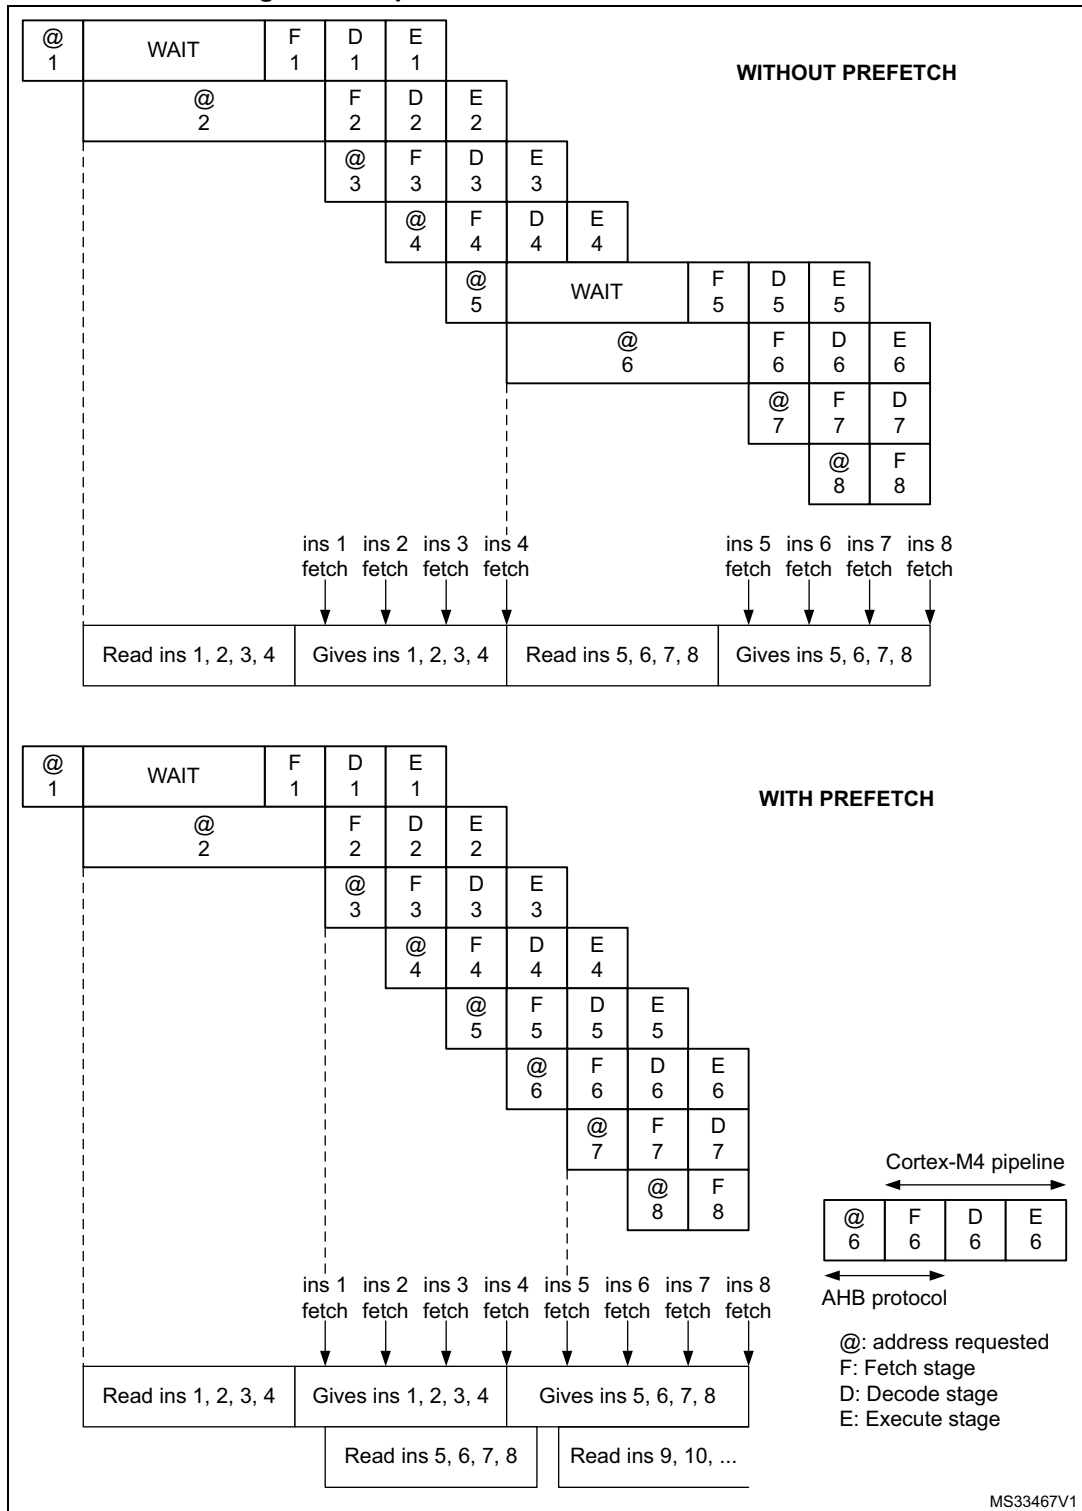 @ WAIT F D E
1 1 1 1
WITHOUT PREFETCH
@ F D E
2 2 2 2
@ F D E
3 3 3 3
@ F D E
4 4 4 4
@ WAIT F D E
5 5 5 5
@ F D E
6 6 6 6
@ F D
7 7 7
@ F
8 8
ins 1 ins 2 ins 3 ins 4 ins 5 ins 6 ins 7 ins 8
fetch fetch fetch fetch fetch fetch fetch fetch
Read ins 1, 2, 3, 4 Gives ins 1, 2, 3, 4 Read ins 5, 6, 7, 8 Gives ins 5, 6, 7, 8
@ WAIT F D E
1 1 1 1
WITH PREFETCH
@ F D E
2 2 2 2
@ F D E
3 3 3 3
@ F D E
4 4 4 4
@ F D E
5 5 5 5
@ F D E
6 6 6 6
@ F D
7 7 7
@ F
8 8
Cortex-M4 pipeline
@ F D E
6 6 6 6
AHB protocol
@: address requested
F: Fetch stage
D: Decode stage
E: Execute stage
ins 1 ins 2 ins 3 ins 4 ins 5 ins 6 ins 7 ins 8
fetch fetch fetch fetch fetch fetch fetch fetch
Read ins 1, 2, 3, 4 Gives ins 1, 2, 3, 4 Gives ins 5, 6, 7, 8
Read ins 5, 6, 7, 8 Read ins 9, 10, ...
MS33467V1